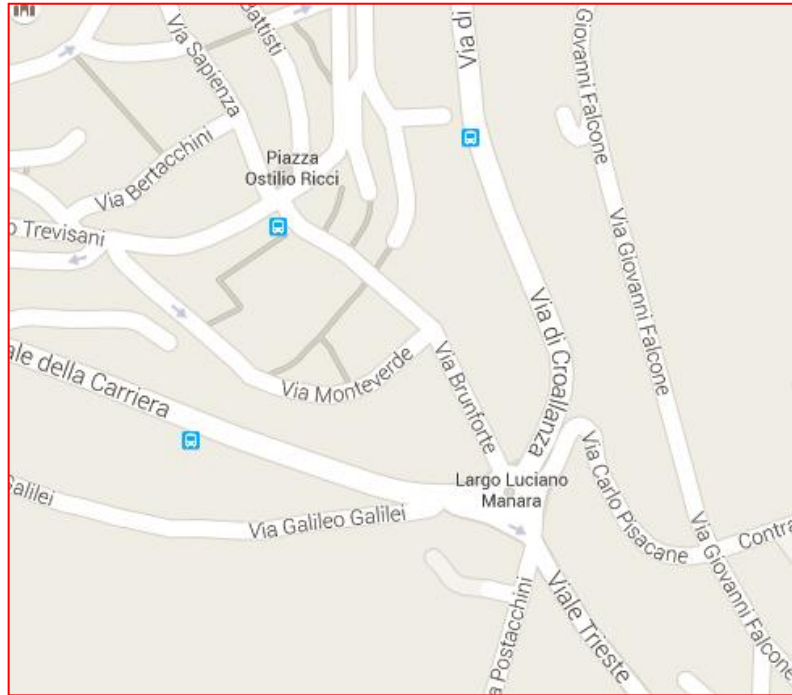 Via Sapienza
Battisti
Via di
Giovanni Falcone
Piazza
Ostilio Ricci
Via Bertacchini
o Trevisani
Via Giovanni Falcone
Via di Croallanza
Via Monteverde
Via Brunforte
ale della Carriera
Largo Luciano
Manara
Via Carlo Pisacane
Galilei
Via Galileo Galilei
Via Giovanni Falcone
Contra
Viale Trieste
a Postacchini